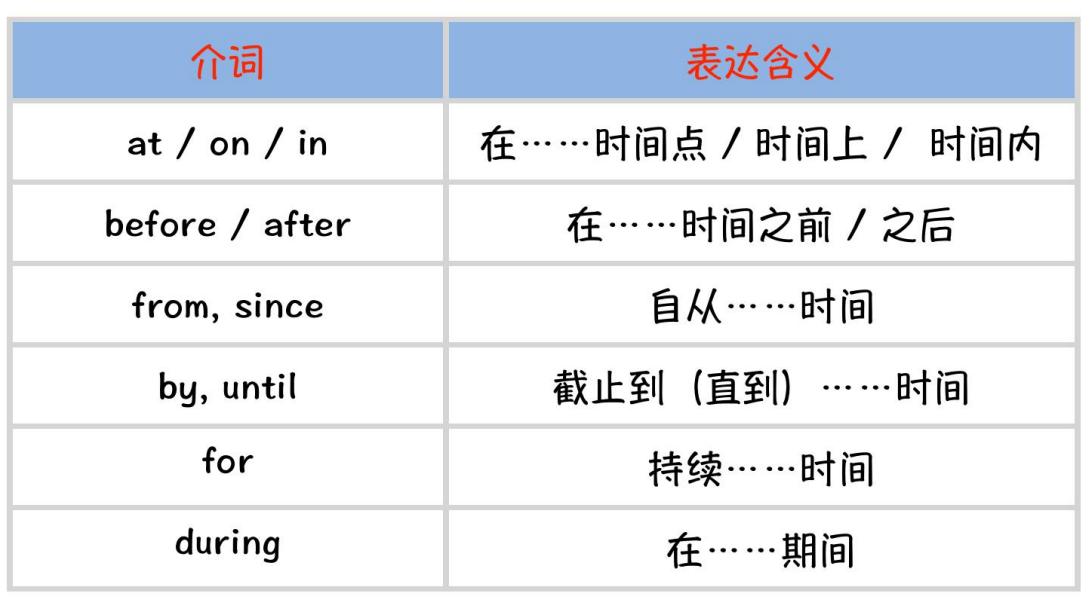 介词 表达含义
at / on / in 在……时间点 / 时间上 / 时间内
before / after 在……时间之前 / 之后
from, since 自从……时间
by, until 截止到（直到）……时间
for 持续……时间
during 在……期间